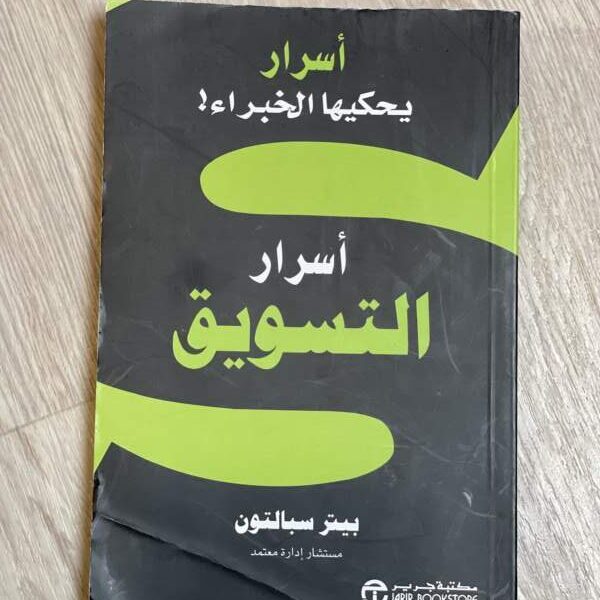 أسرار
يحكيها الخبراء!
أسرار
التسويق
بيتر سبالتون
مستشار إدارة معتمد
مكتبة جرير
JARIR BOOKSTORE